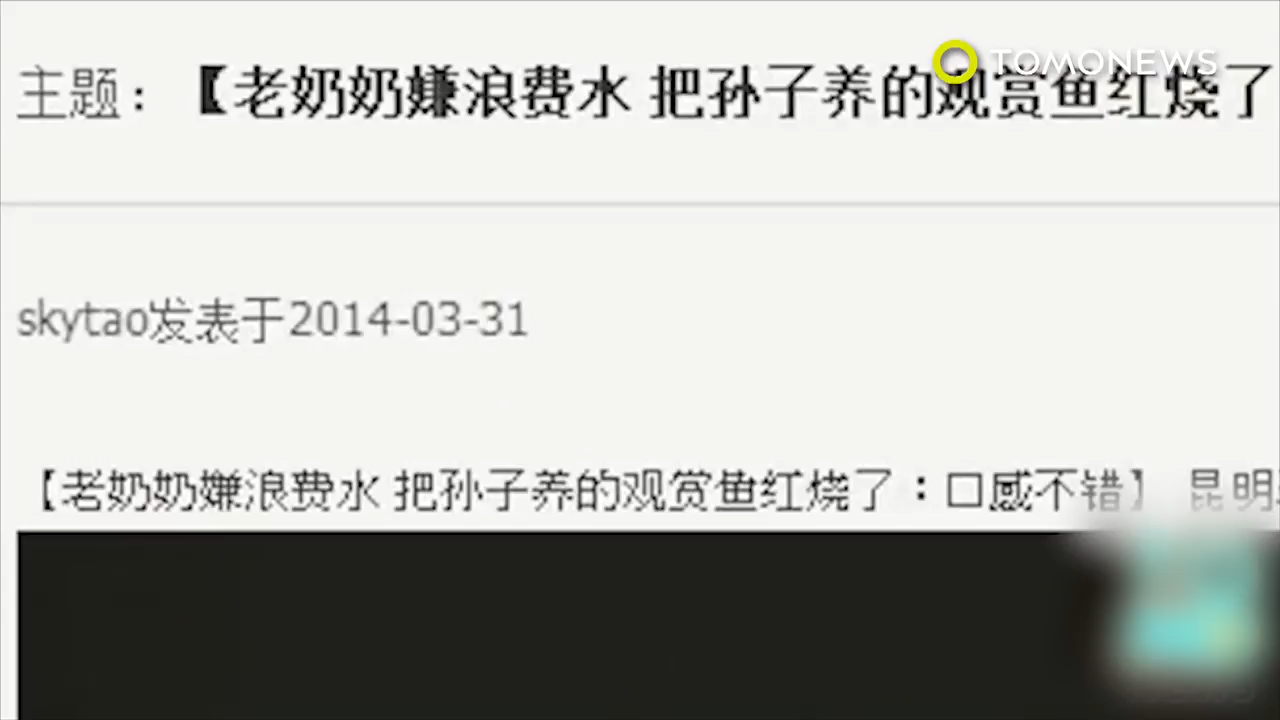 TOMONEWS
主题：【老奶奶嫌浪费水 把孙子养的观赏鱼红烧了
skytao发表于2014-03-31
【老奶奶嫌浪费水 把孙子养的观赏鱼红烧了：口感不错】 昆明